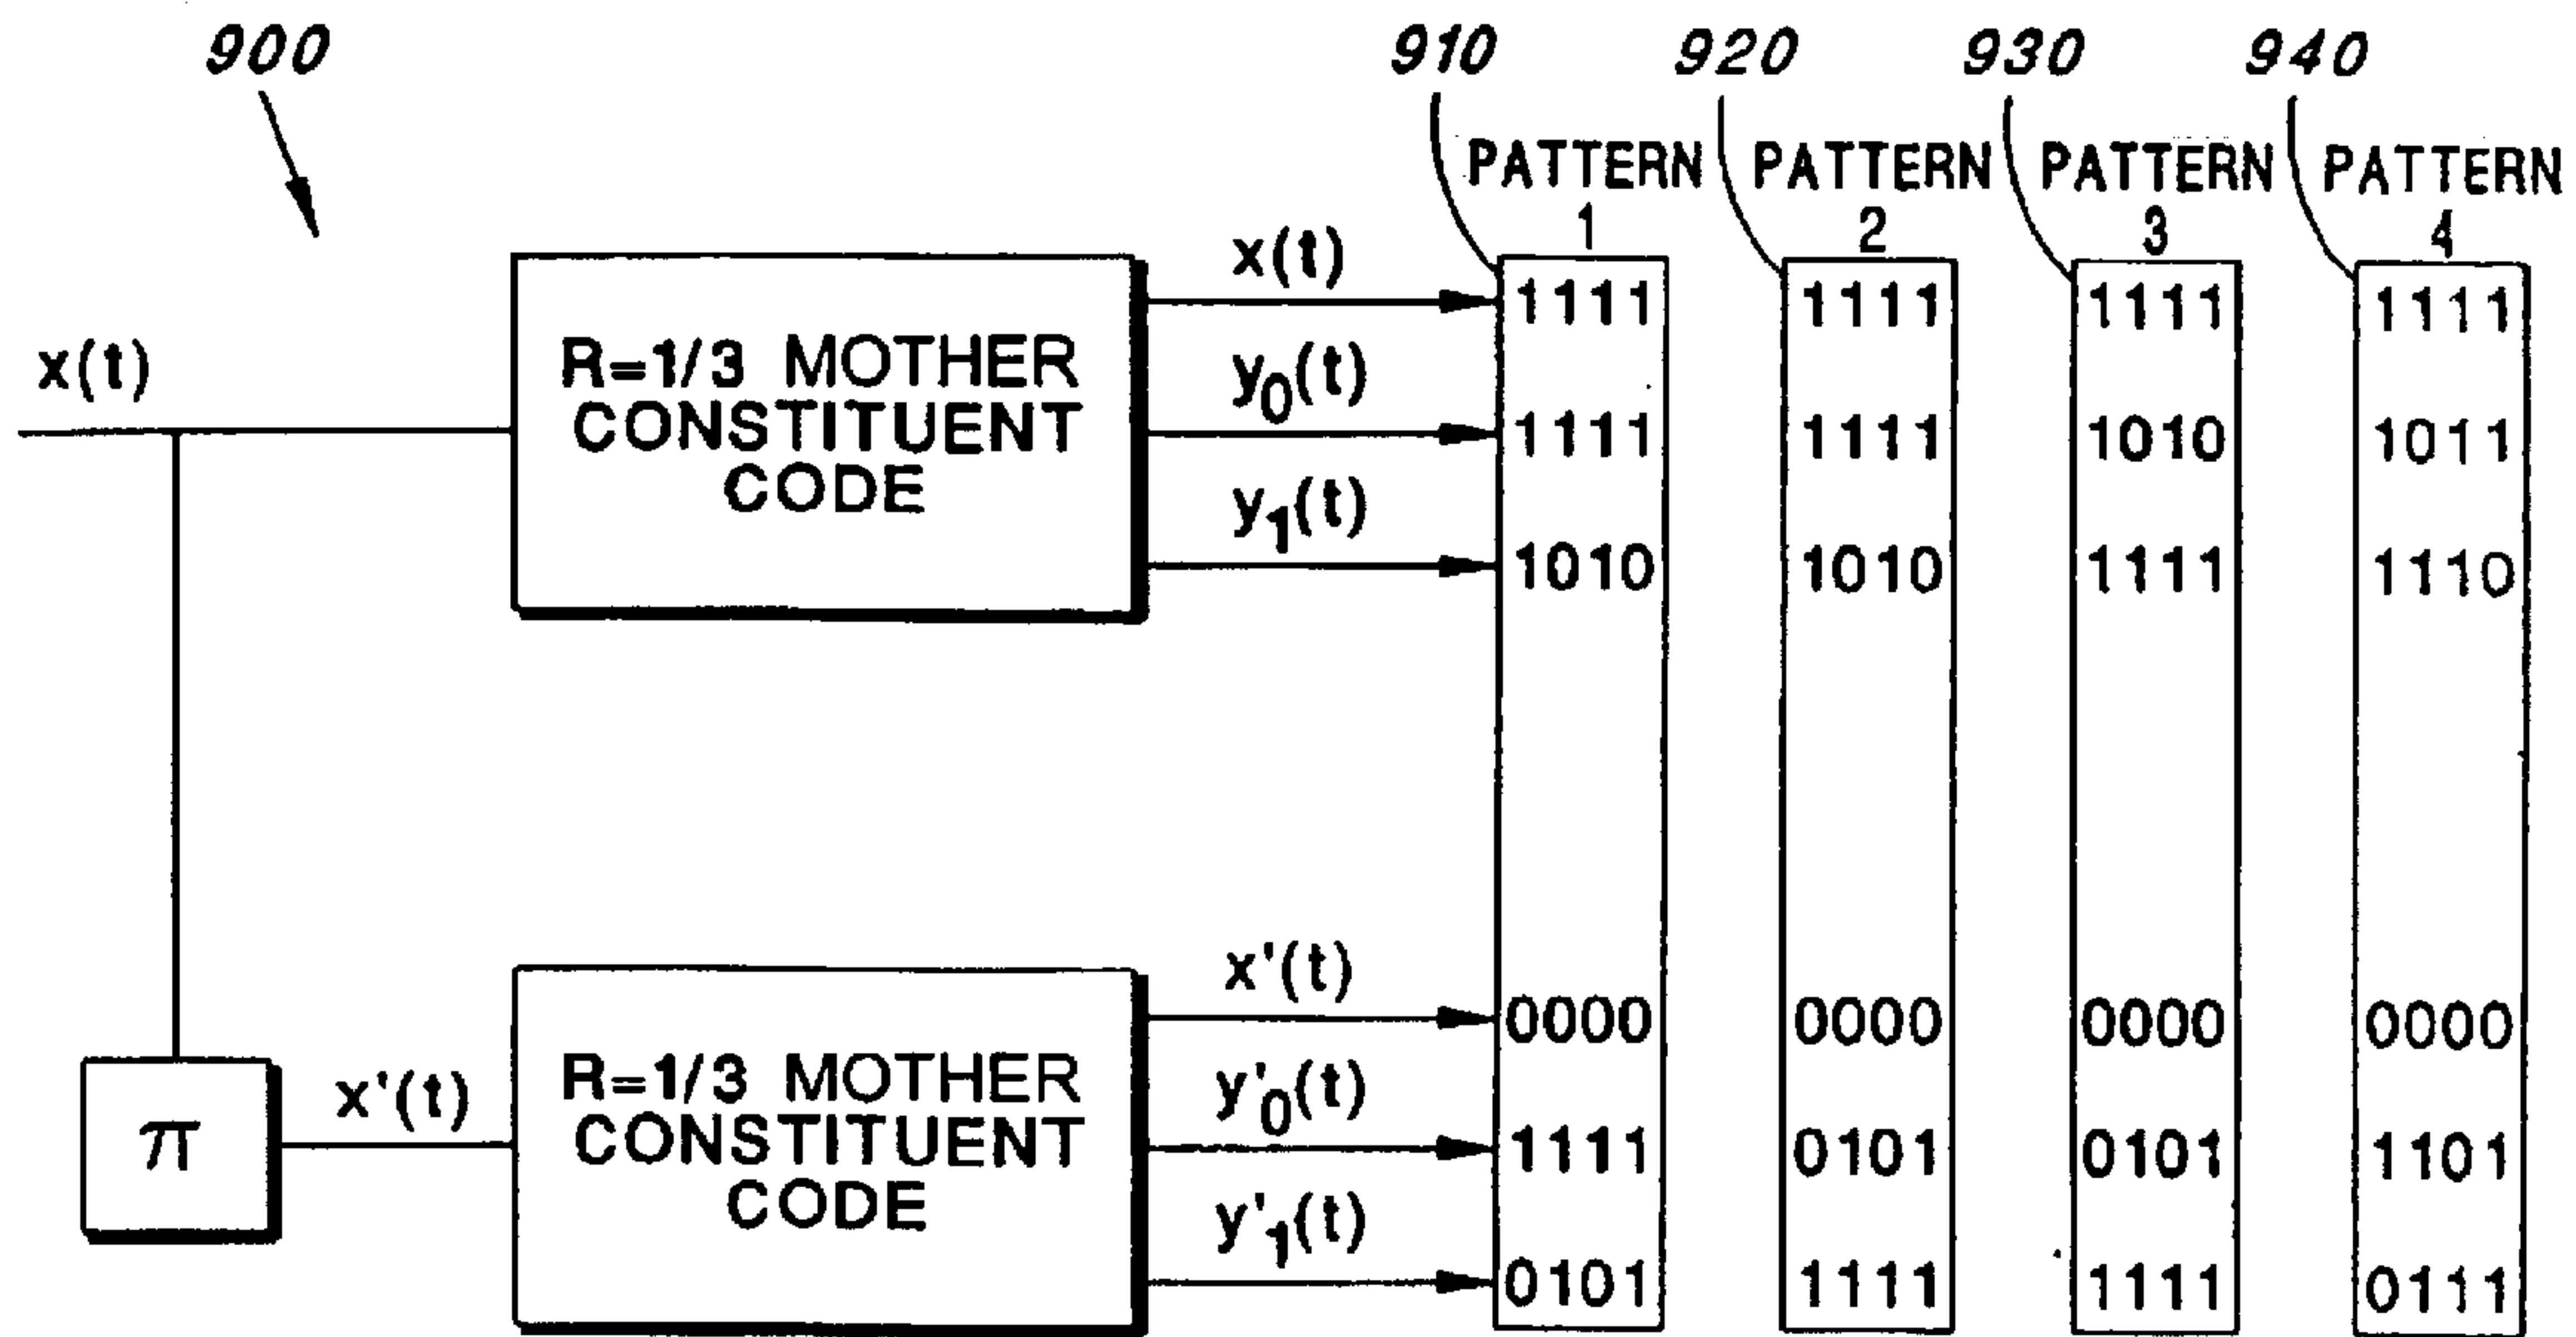 900
910 920 930 940
PATTERN 1 PATTERN 2 PATTERN 3 PATTERN 4
x(t)
R=1/3 MOTHER
CONSTITUENT
CODE
x(t) 1111 1111 1111 1111
y0(t) 1111 1111 1010 1011
y1(t) 1010 1010 1111 1110
π
x'(t)
R=1/3 MOTHER
CONSTITUENT
CODE
x'(t) 0000 0000 0000 0000
y'0(t) 1111 0101 0101 1101
y'1(t) 0101 1111 1111 0111